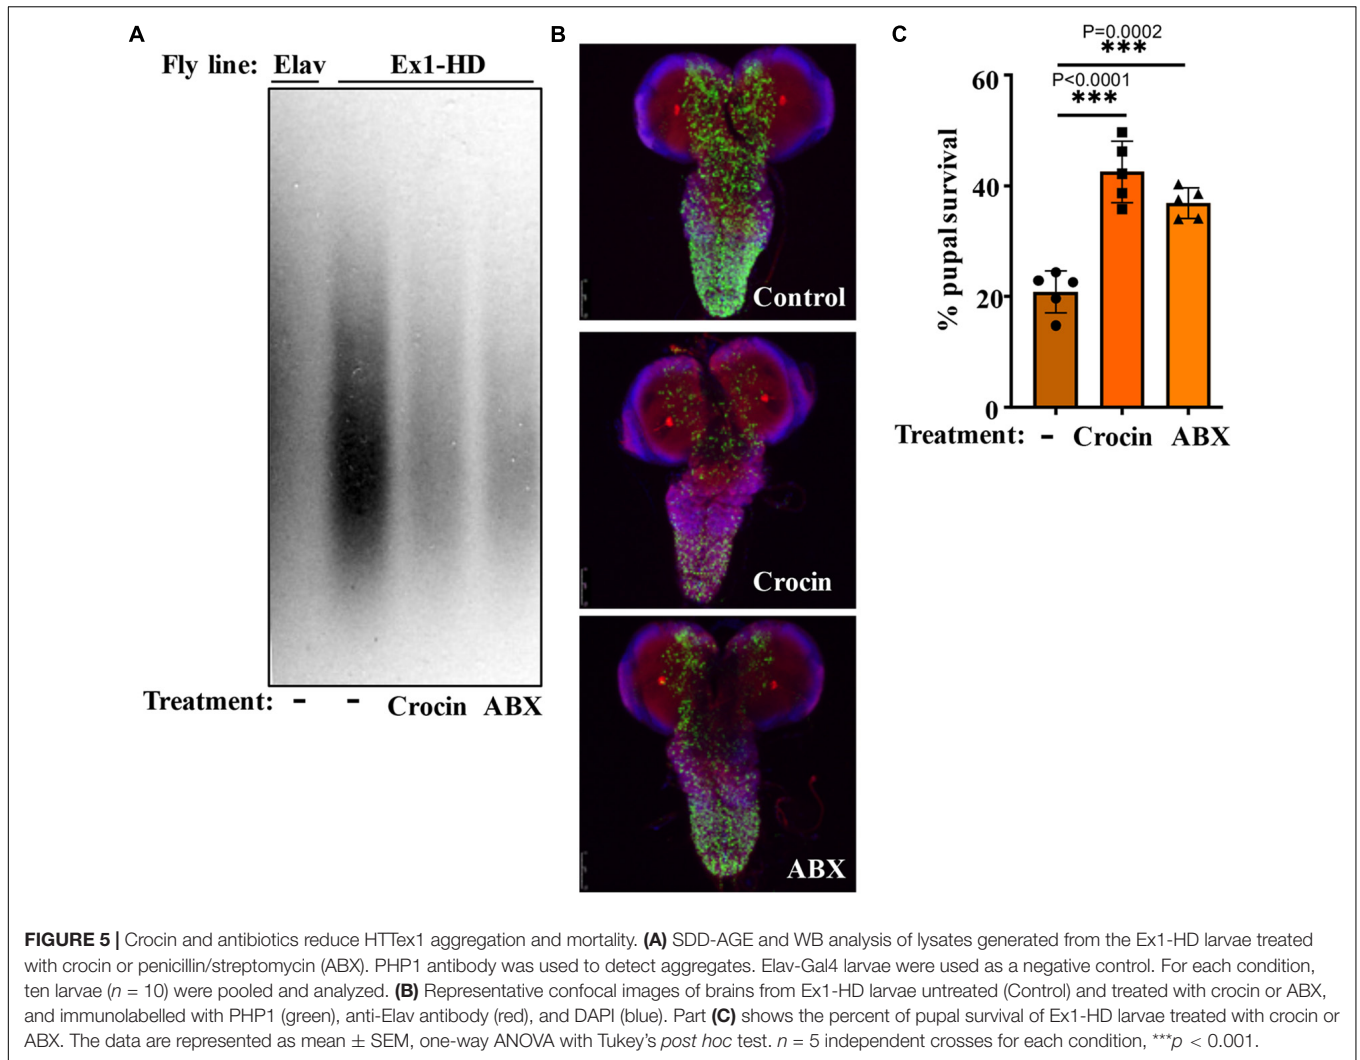 A
Fly line: Elav Ex1-HD
Treatment: - - Crocin ABX
B
Control
Crocin
ABX
C
P=0.0002
***
P<0.0001
***
% pupal survival
60
40
20
0
Treatment: - Crocin ABX
FIGURE 5 | Crocin and antibiotics reduce HTTex1 aggregation and mortality. (A) SDD-AGE and WB analysis of lysates generated from the Ex1-HD larvae treated
with crocin or penicillin/streptomycin (ABX). PHP1 antibody was used to detect aggregates. Elav-Gal4 larvae were used as a negative control. For each condition,
ten larvae (n = 10) were pooled and analyzed. (B) Representative confocal images of brains from Ex1-HD larvae untreated (Control) and treated with crocin or ABX,
and immunolabelled with PHP1 (green), anti-Elav antibody (red), and DAPI (blue). Part (C) shows the percent of pupal survival of Ex1-HD larvae treated with crocin or
ABX. The data are represented as mean ± SEM, one-way ANOVA with Tukey's post hoc test. n = 5 independent crosses for each condition, ***p < 0.001.